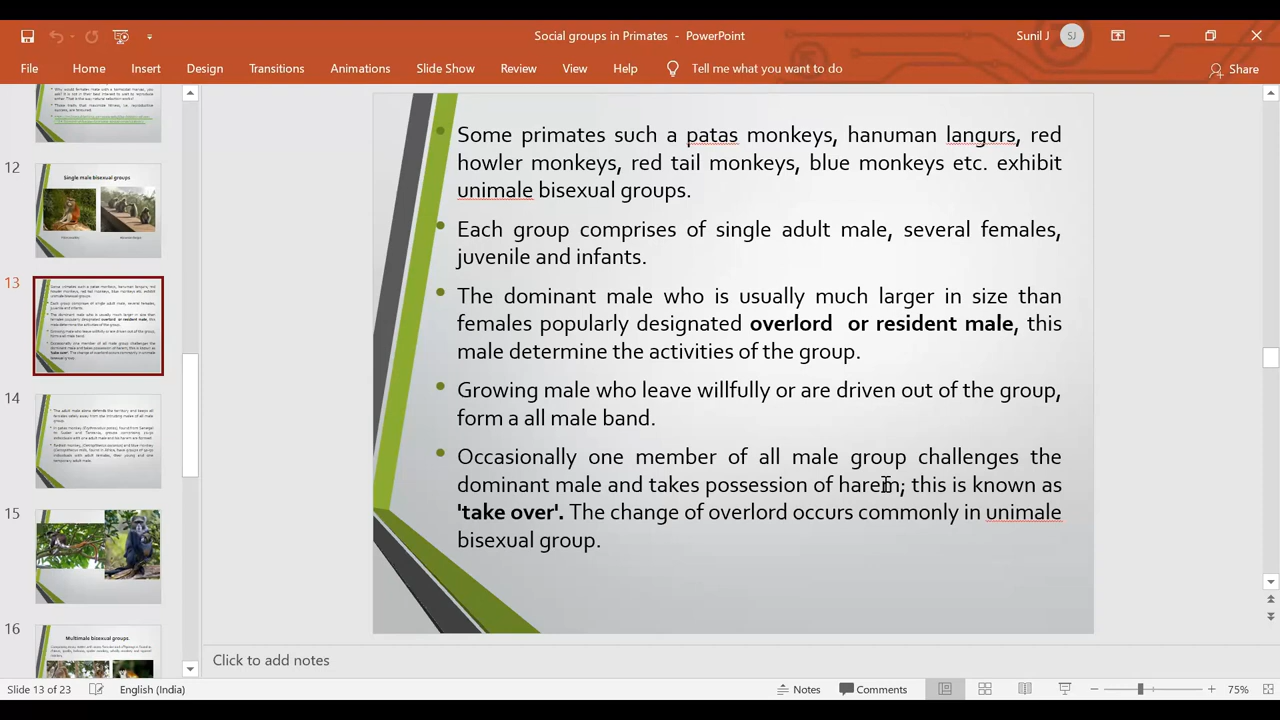 Social groups in Primates - PowerPoint
Sunil J
SJ
File Home Insert Design Transitions Animations Slide Show Review View Help Tell me what you want to do
Share
12
Single male bisexual groups
13
14
15
16
Multimale bisexual groups.
Some primates such a patas monkeys, hanuman langurs, red
howler monkeys, red tail monkeys, blue monkeys etc. exhibit
unimale bisexual groups.
Each group comprises of single adult male, several females,
juvenile and infants.
The dominant male who is usually much larger in size than
females popularly designated overlord or resident male, this
male determine the activities of the group.
Growing male who leave willfully or are driven out of the group,
form a all male band.
Occasionally one member of all male group challenges the
dominant male and takes possession of harem; this is known as
'take over'. The change of overlord occurs commonly in unimale
bisexual group.
Click to add notes
Slide 13 of 23
English (India)
Notes
Comments
75%